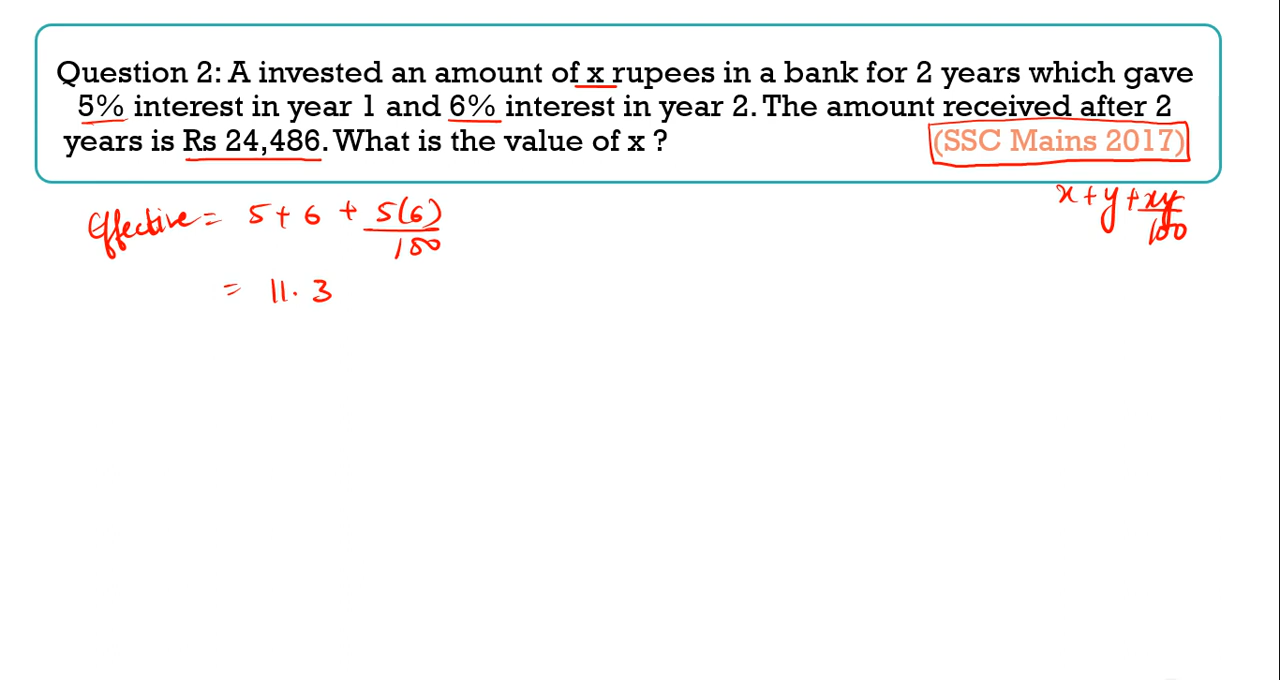 Question 2: A invested an amount of x rupees in a bank for 2 years which gave
5% interest in year 1 and 6% interest in year 2. The amount received after 2
years is Rs 24,486. What is the value of x ? (SSC Mains 2017)
x + y + xy/100
Effective = 5 + 6 + 5(6)/100
= 11.3